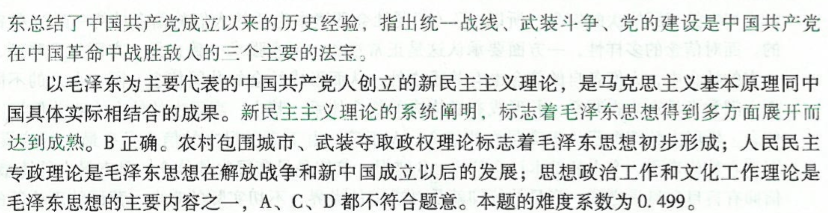 东总结了中国共产党成立以来的历史经验，指出统一战线、武装斗争、党的建设是中国共产党
在中国革命中战胜敌人的三个主要的法宝。
以毛泽东为主要代表的中国共产党人创立的新民主主义理论，是马克思主义基本原理同中
国具体实际相结合的成果。新民主主义理论的系统阐明，标志着毛泽东思想得到多方面展开而
达到成熟。B 正确。农村包围城市、武装夺取政权理论标志着毛泽东思想初步形成；人民民主
专政理论是毛泽东思想在解放战争和新中国成立以后的发展；思想政治工作和文化工作理论是
毛泽东思想的主要内容之一，A、C、D 都不符合题意。本题的难度系数为 0.499。